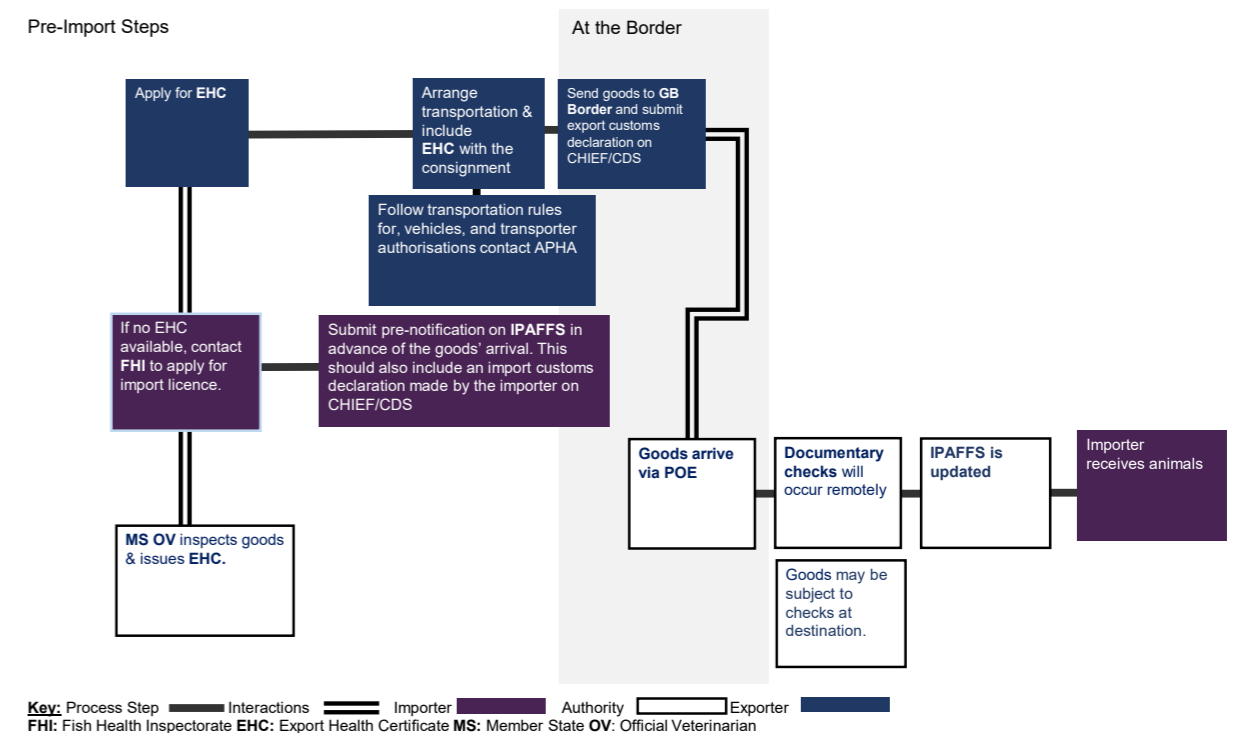 Pre-Import Steps
At the Border
Apply for EHC
Arrange
transportation &
include
EHC with the
consignment
Send goods to GB
Border and submit
export customs
declaration on
CHIEF/CDS
Follow transportation rules
for, vehicles, and transporter
authorisations contact APHA
If no EHC
available, contact
FHI to apply for
import licence.
Submit pre-notification on IPAFFS in
advance of the goods’ arrival. This
should also include an import customs
declaration made by the importer on
CHIEF/CDS
Goods arrive
via POE
Documentary
checks will
occur remotely
IPAFFS is
updated
Importer
receives animals
MS OV inspects goods
& issues EHC.
Goods may be
subject to
checks at
destination.
Key: Process Step Interactions Importer Authority Exporter
FHI: Fish Health Inspectorate EHC: Export Health Certificate MS: Member State OV: Official Veterinarian